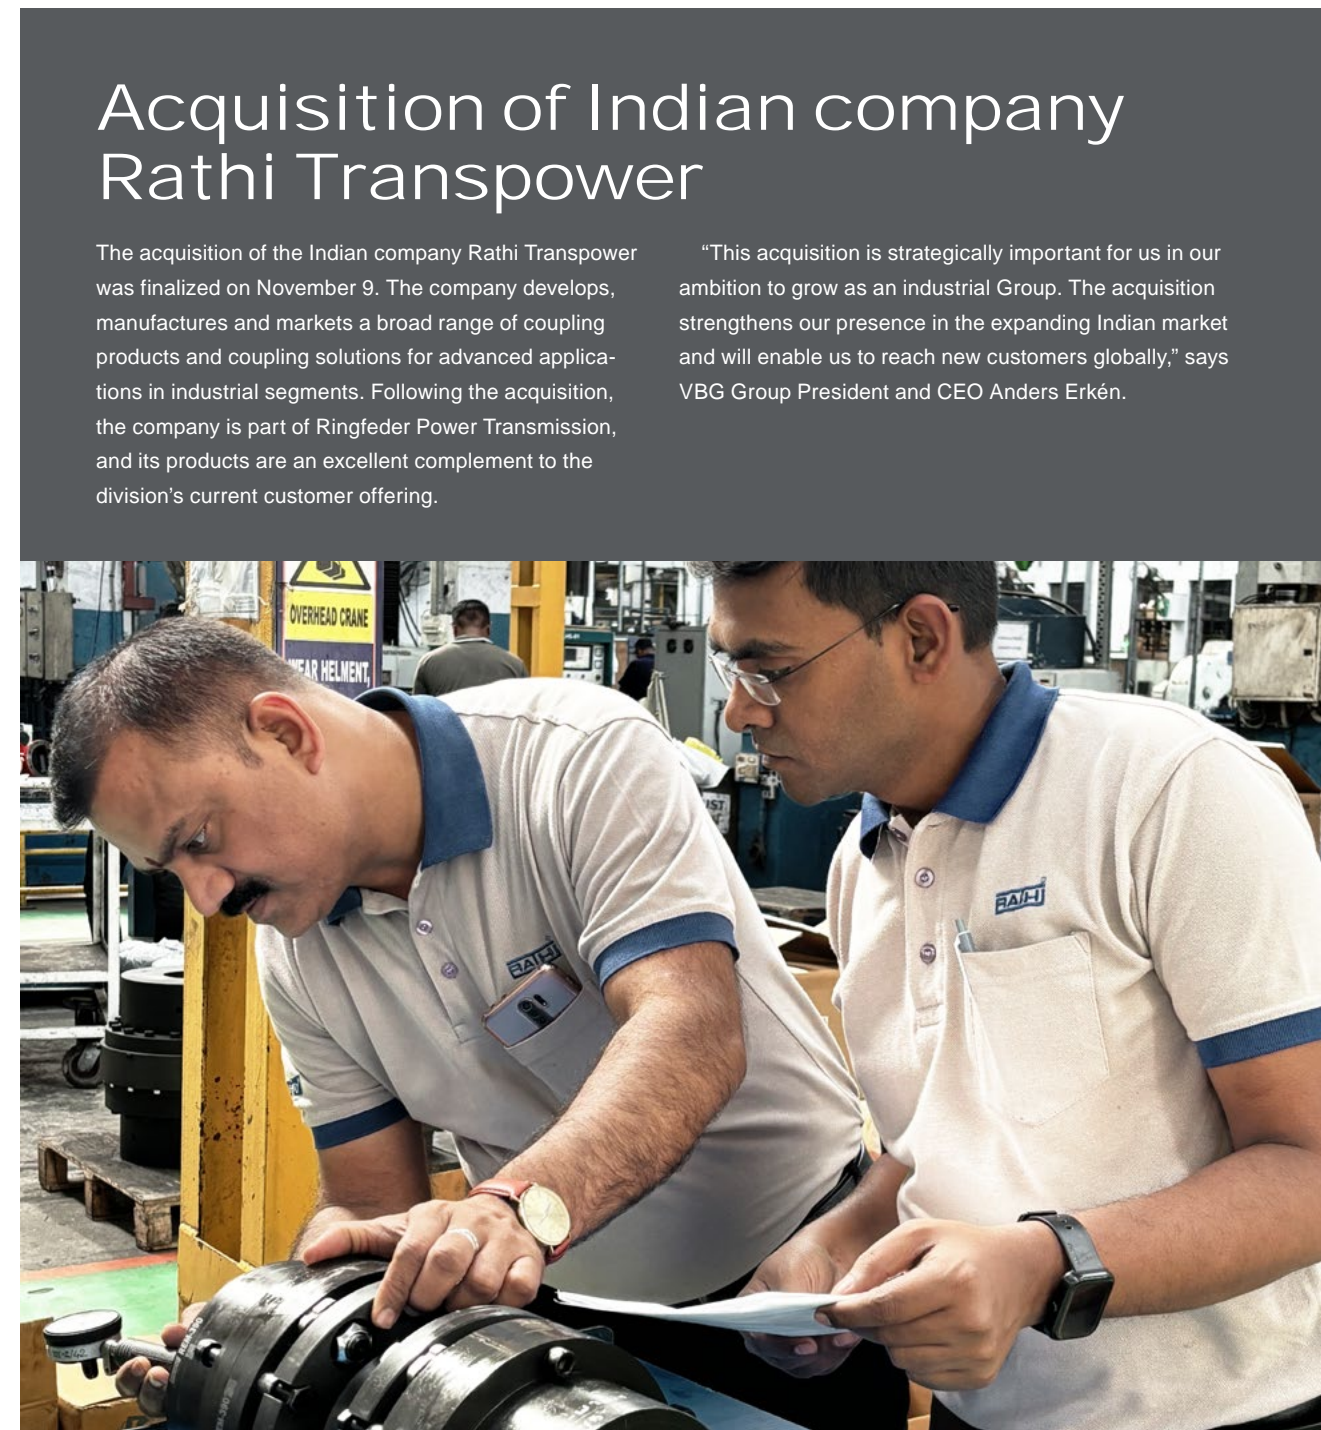 Acquisition of Indian company
Rathi Transpower
The acquisition of the Indian company Rathi Transpower
was finalized on November 9. The company develops,
manufactures and markets a broad range of coupling
products and coupling solutions for advanced applica-
tions in industrial segments. Following the acquisition,
the company is part of Ringfeder Power Transmission,
and its products are an excellent complement to the
division’s current customer offering.
“This acquisition is strategically important for us in our
ambition to grow as an industrial Group. The acquisition
strengthens our presence in the expanding Indian market
and will enable us to reach new customers globally,” says
VBG Group President and CEO Anders Erkén.
OVERHEAD CRANE
HELMENT,
RATHI
RATHI